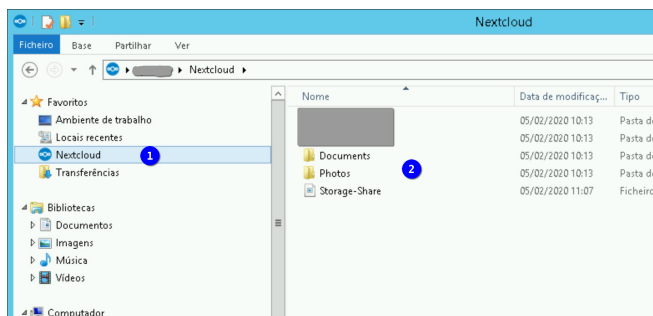 Nextcloud
Ficheiro Base Partilhar Ver
Nextcloud
Favoritos
Ambiente de trabalho
Locais recentes
Nextcloud 1
Transferências
Bibliotecas
Documentos
Imagens
Música
Vídeos
Computador
Nome Data de modificaç... Tipo
05/02/2020 10:13 Pasta d
05/02/2020 10:13 Pasta d
Documents 05/02/2020 10:13 Pasta d
Photos 2 05/02/2020 10:13 Pasta d
Storage-Share 05/02/2020 11:07 Ficheiro